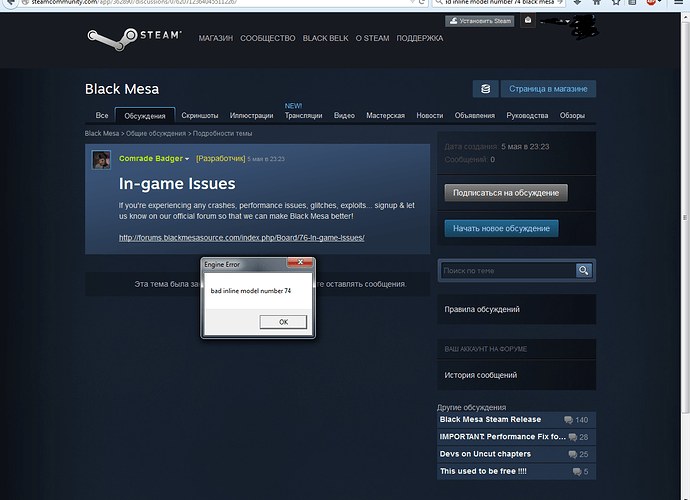 steamcommunity.com/app/362890/discussions/0/
id inline model number 74 black mesa
STEAM
Установить Steam
МАГАЗИН СООБЩЕСТВО BLACK BELK О STEAM ПОДДЕРЖКА
Black Mesa
Страница в магазине
NEW!
Все Обсуждения Скриншоты Иллюстрации Трансляции Видео Мастерская Новости Объявления Руководства Обзоры
Black Mesa > Общие обсуждения > Подробности темы
Comrade Badger [Разработчик] 5 мая в 23:23
In-game Issues
If you're experiencing any crashes, performance issues, glitches, exploits... signup & let
us know on our official forum so that we can make Black Mesa better!
http://forums.blackmesasource.com/index.php/Board/76-In-game-Issues/
Эта тема была за
те оставлять сообщения.
Engine Error
bad inline model number 74
OK
Дата создания: 5 мая в 23:23
Сообщений: 0
Подписаться на обсуждение
Начать новое обсуждение
Поиск по теме
Правила обсуждений
ВАШ АККАУНТ НА ФОРУМЕ
История сообщений
Другие обсуждения
Black Mesa Steam Release 140
IMPORTANT: Performance Fix fo... 28
Devs on Uncut chapters 25
This used to be free !!!! 5